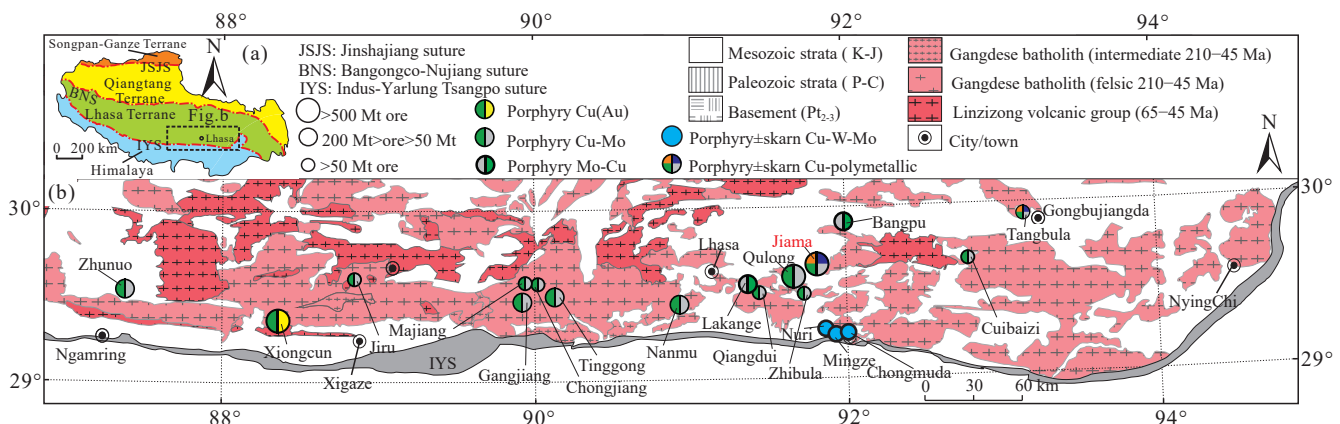 88°
90°
92°
94°
Songpan-Ganze Terrane
N
(a)
JSJS
Qiangtang
Terrane
BNS
Lhasa Terrane
Fig.b
Lhasa
IYS
0 200 km
Himalaya
JSJS: Jinshajiang suture
BNS: Bangongco-Nujiang suture
IYS: Indus-Yarlung Tsangpo suture
>500 Mt ore
200 Mt>ore>50 Mt
>50 Mt ore
Porphyry Cu(Au)
Porphyry Cu-Mo
Porphyry Mo-Cu
Porphyry±skarn Cu-W-Mo
Porphyry±skarn Cu-polymetallic
Mesozoic strata ( K-J)
Paleozoic strata ( P-C)
Basement (Pt₂₋₃)
Gangdese batholith (intermediate 210−45 Ma)
Gangdese batholith (felsic 210−45 Ma)
Linzizong volcanic group (65−45 Ma)
City/town
N
(b)
30°
30°
Gongbujiangda
Tangbula
Bangpu
Jiama
Lhasa
Qulong
Zhunuo
NyingChi
Majiang
Lakange
Nuri
Cuibaizi
Ngamring
Xiongcun
Jiru
IYS
Tinggong
Nanmu
Qiangdui
Mingze
Gangjiang
Zhibula
Chongmuda
Xigaze
Chongjiang
29°
29°
0 30 60 km
88°
90°
92°
94°